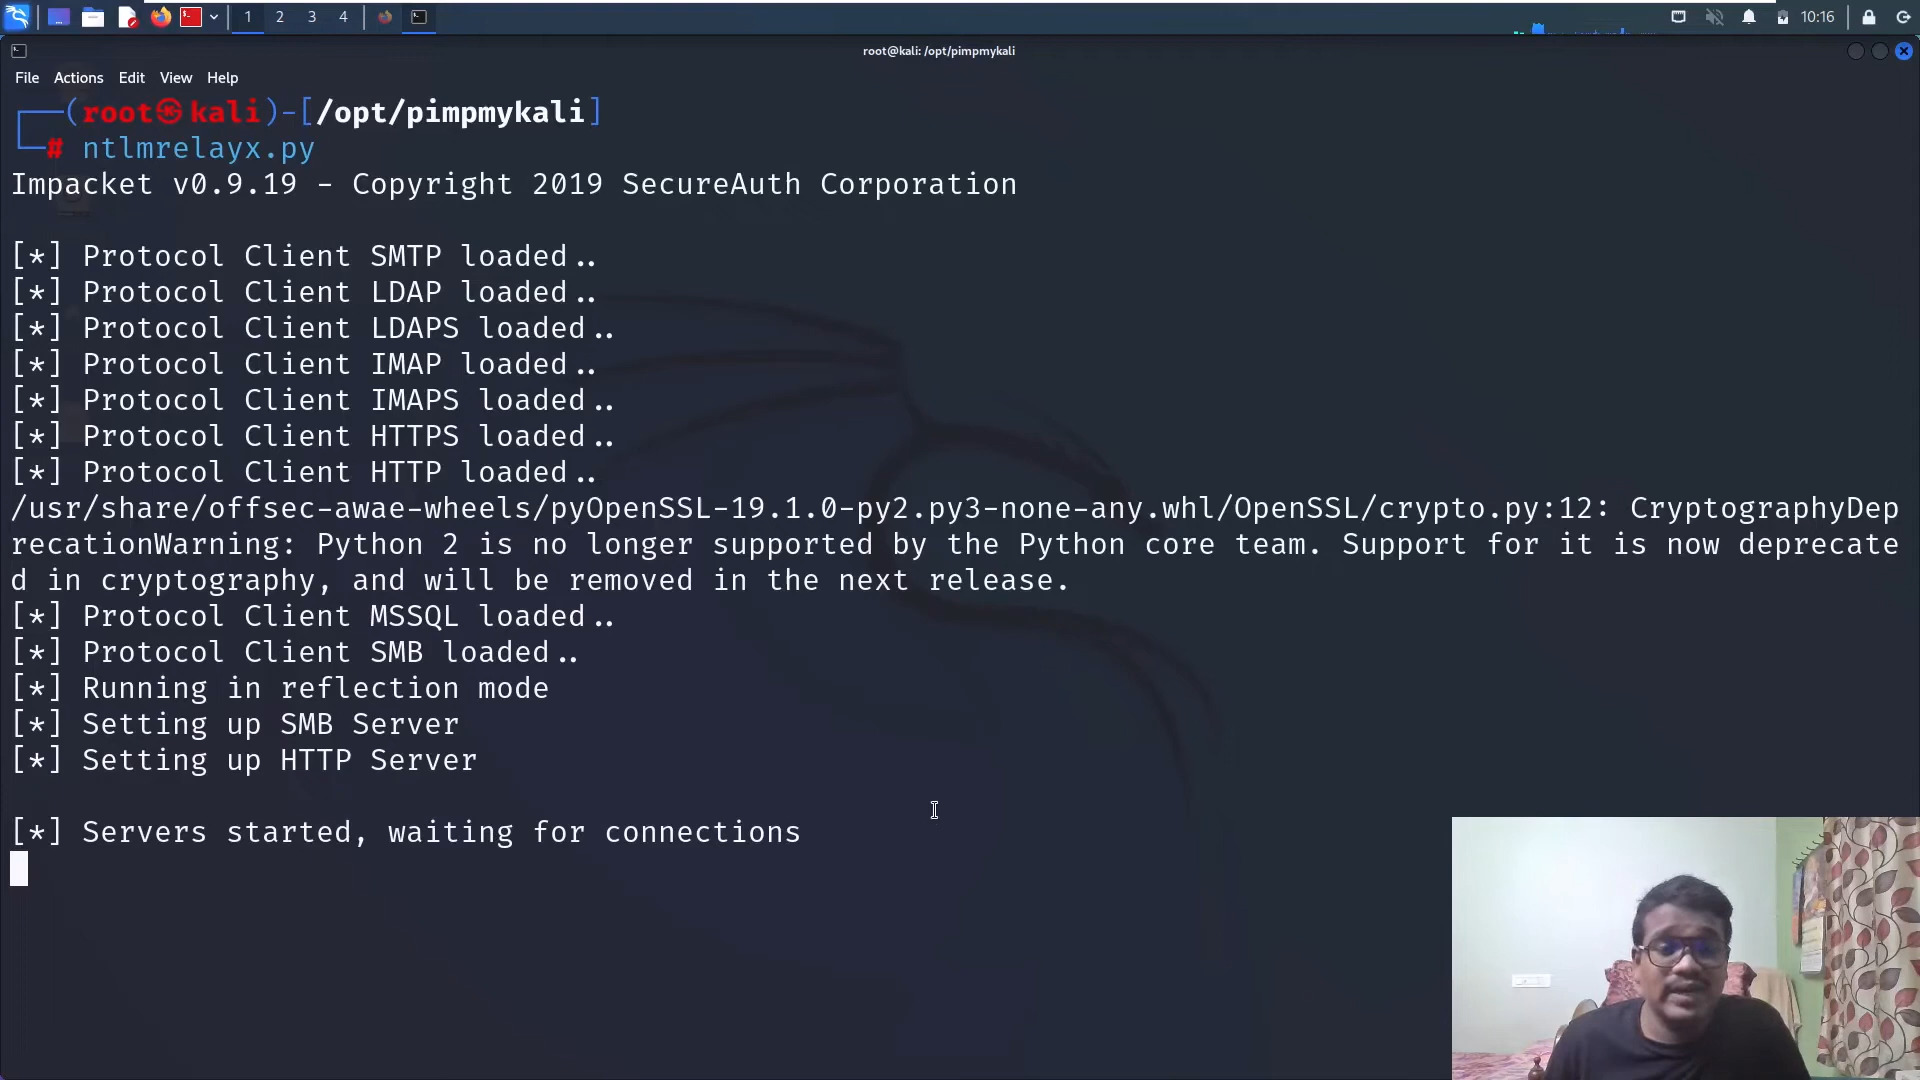 1 2 3 4 10:16
root@kali: /opt/pimpmykali
File Actions Edit View Help
(root㉿kali)-[/opt/pimpmykali]
# ntlmrelayx.py
Impacket v0.9.19 - Copyright 2019 SecureAuth Corporation
[*] Protocol Client SMTP loaded..
[*] Protocol Client LDAP loaded..
[*] Protocol Client LDAPS loaded..
[*] Protocol Client IMAP loaded..
[*] Protocol Client IMAPS loaded..
[*] Protocol Client HTTPS loaded..
[*] Protocol Client HTTP loaded..
/usr/share/offsec-awae-wheels/pyOpenSSL-19.1.0-py2.py3-none-any.whl/OpenSSL/crypto.py:12: CryptographyDep
recationWarning: Python 2 is no longer supported by the Python core team. Support for it is now deprecate
d in cryptography, and will be removed in the next release.
[*] Protocol Client MSSQL loaded..
[*] Protocol Client SMB loaded..
[*] Running in reflection mode
[*] Setting up SMB Server
[*] Setting up HTTP Server
[*] Servers started, waiting for connections